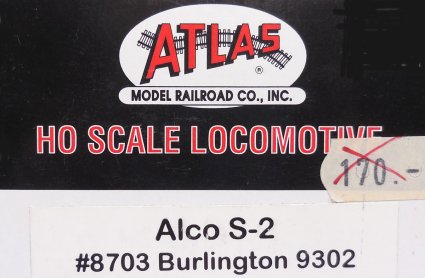 ATLAS
®
MODEL RAILROAD CO., INC.
HO SCALE LOCOMOTIVE
170.-
Alco S-2
#8703 Burlington 9302